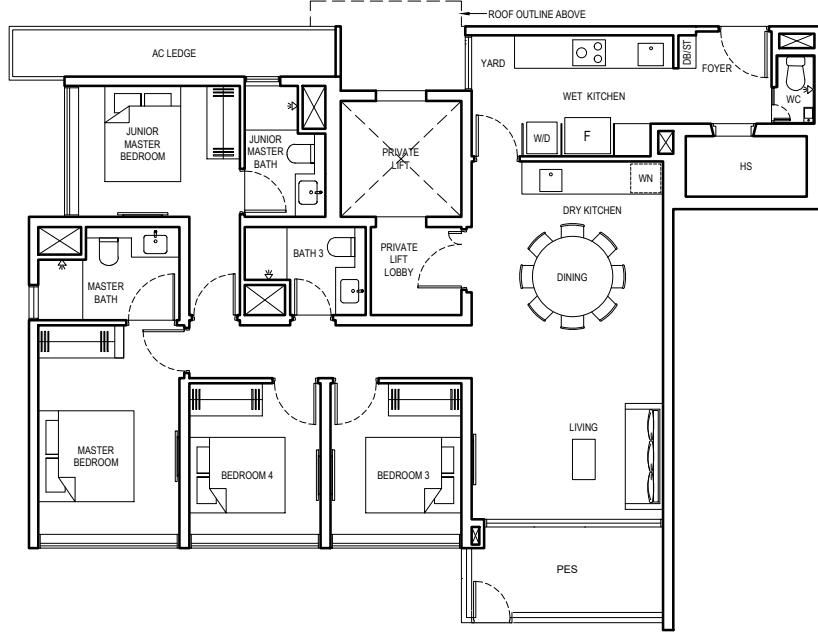 ROOF OUTLINE ABOVE
AC LEDGE
YARD
DB/ST
FOYER
WET KITCHEN
WC
JUNIOR
MASTER
BEDROOM
JUNIOR
MASTER
BATH
PRIVATE
LIFT
W/D
F
HS
WN
DRY KITCHEN
BATH 3
PRIVATE
LIFT
LOBBY
MASTER
BATH
DINING
LIVING
MASTER
BEDROOM
BEDROOM 4
BEDROOM 3
PES